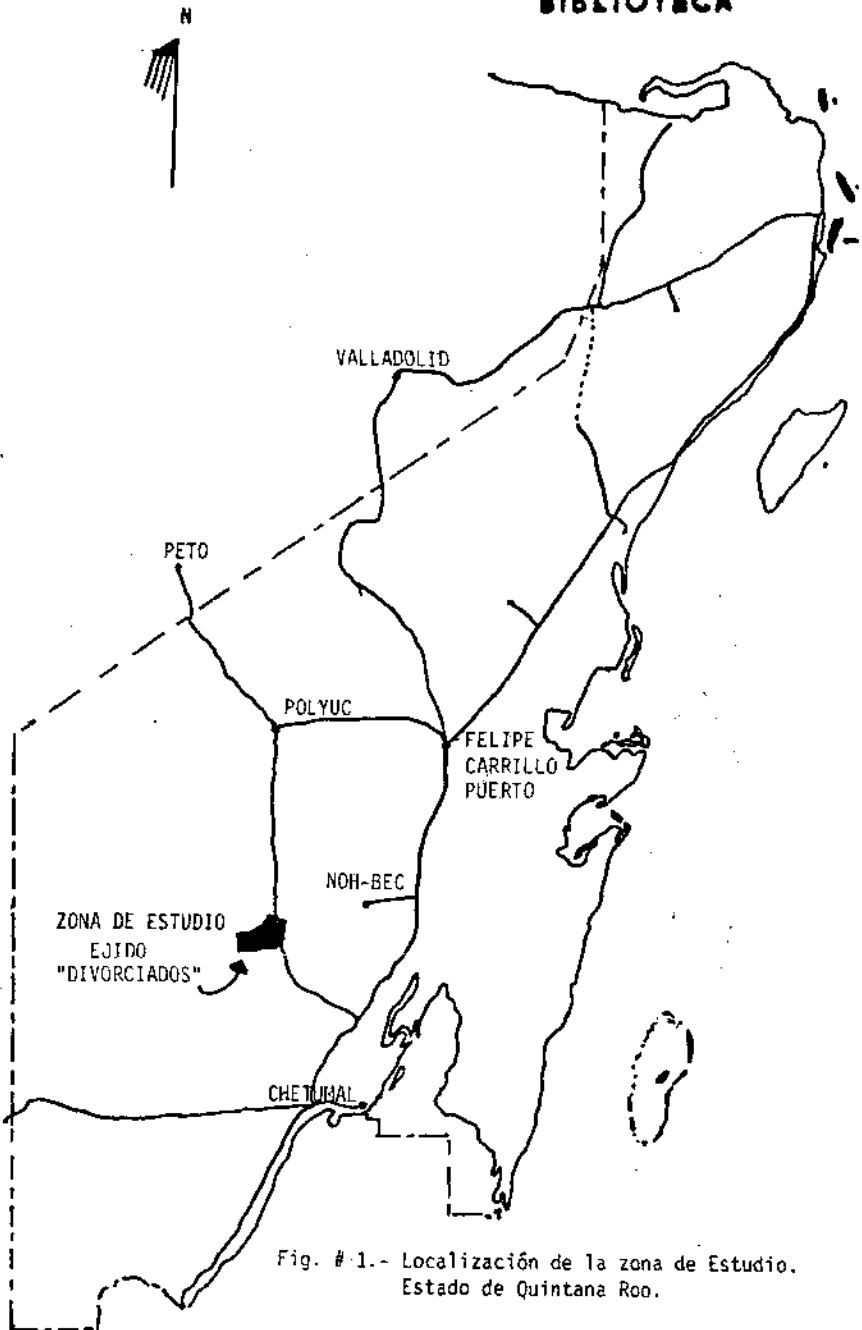 BIBLIOTECA
N
VALLADOLID
PETO
POLYUC
FELIPE
CARRILLO
PUERTO
NOH-BEC
ZONA DE ESTUDIO
EJIDO
"DIVORCIADOS"
CHETUMAL
Fig. # 1.- Localización de la zona de Estudio.
Estado de Quintana Roo.